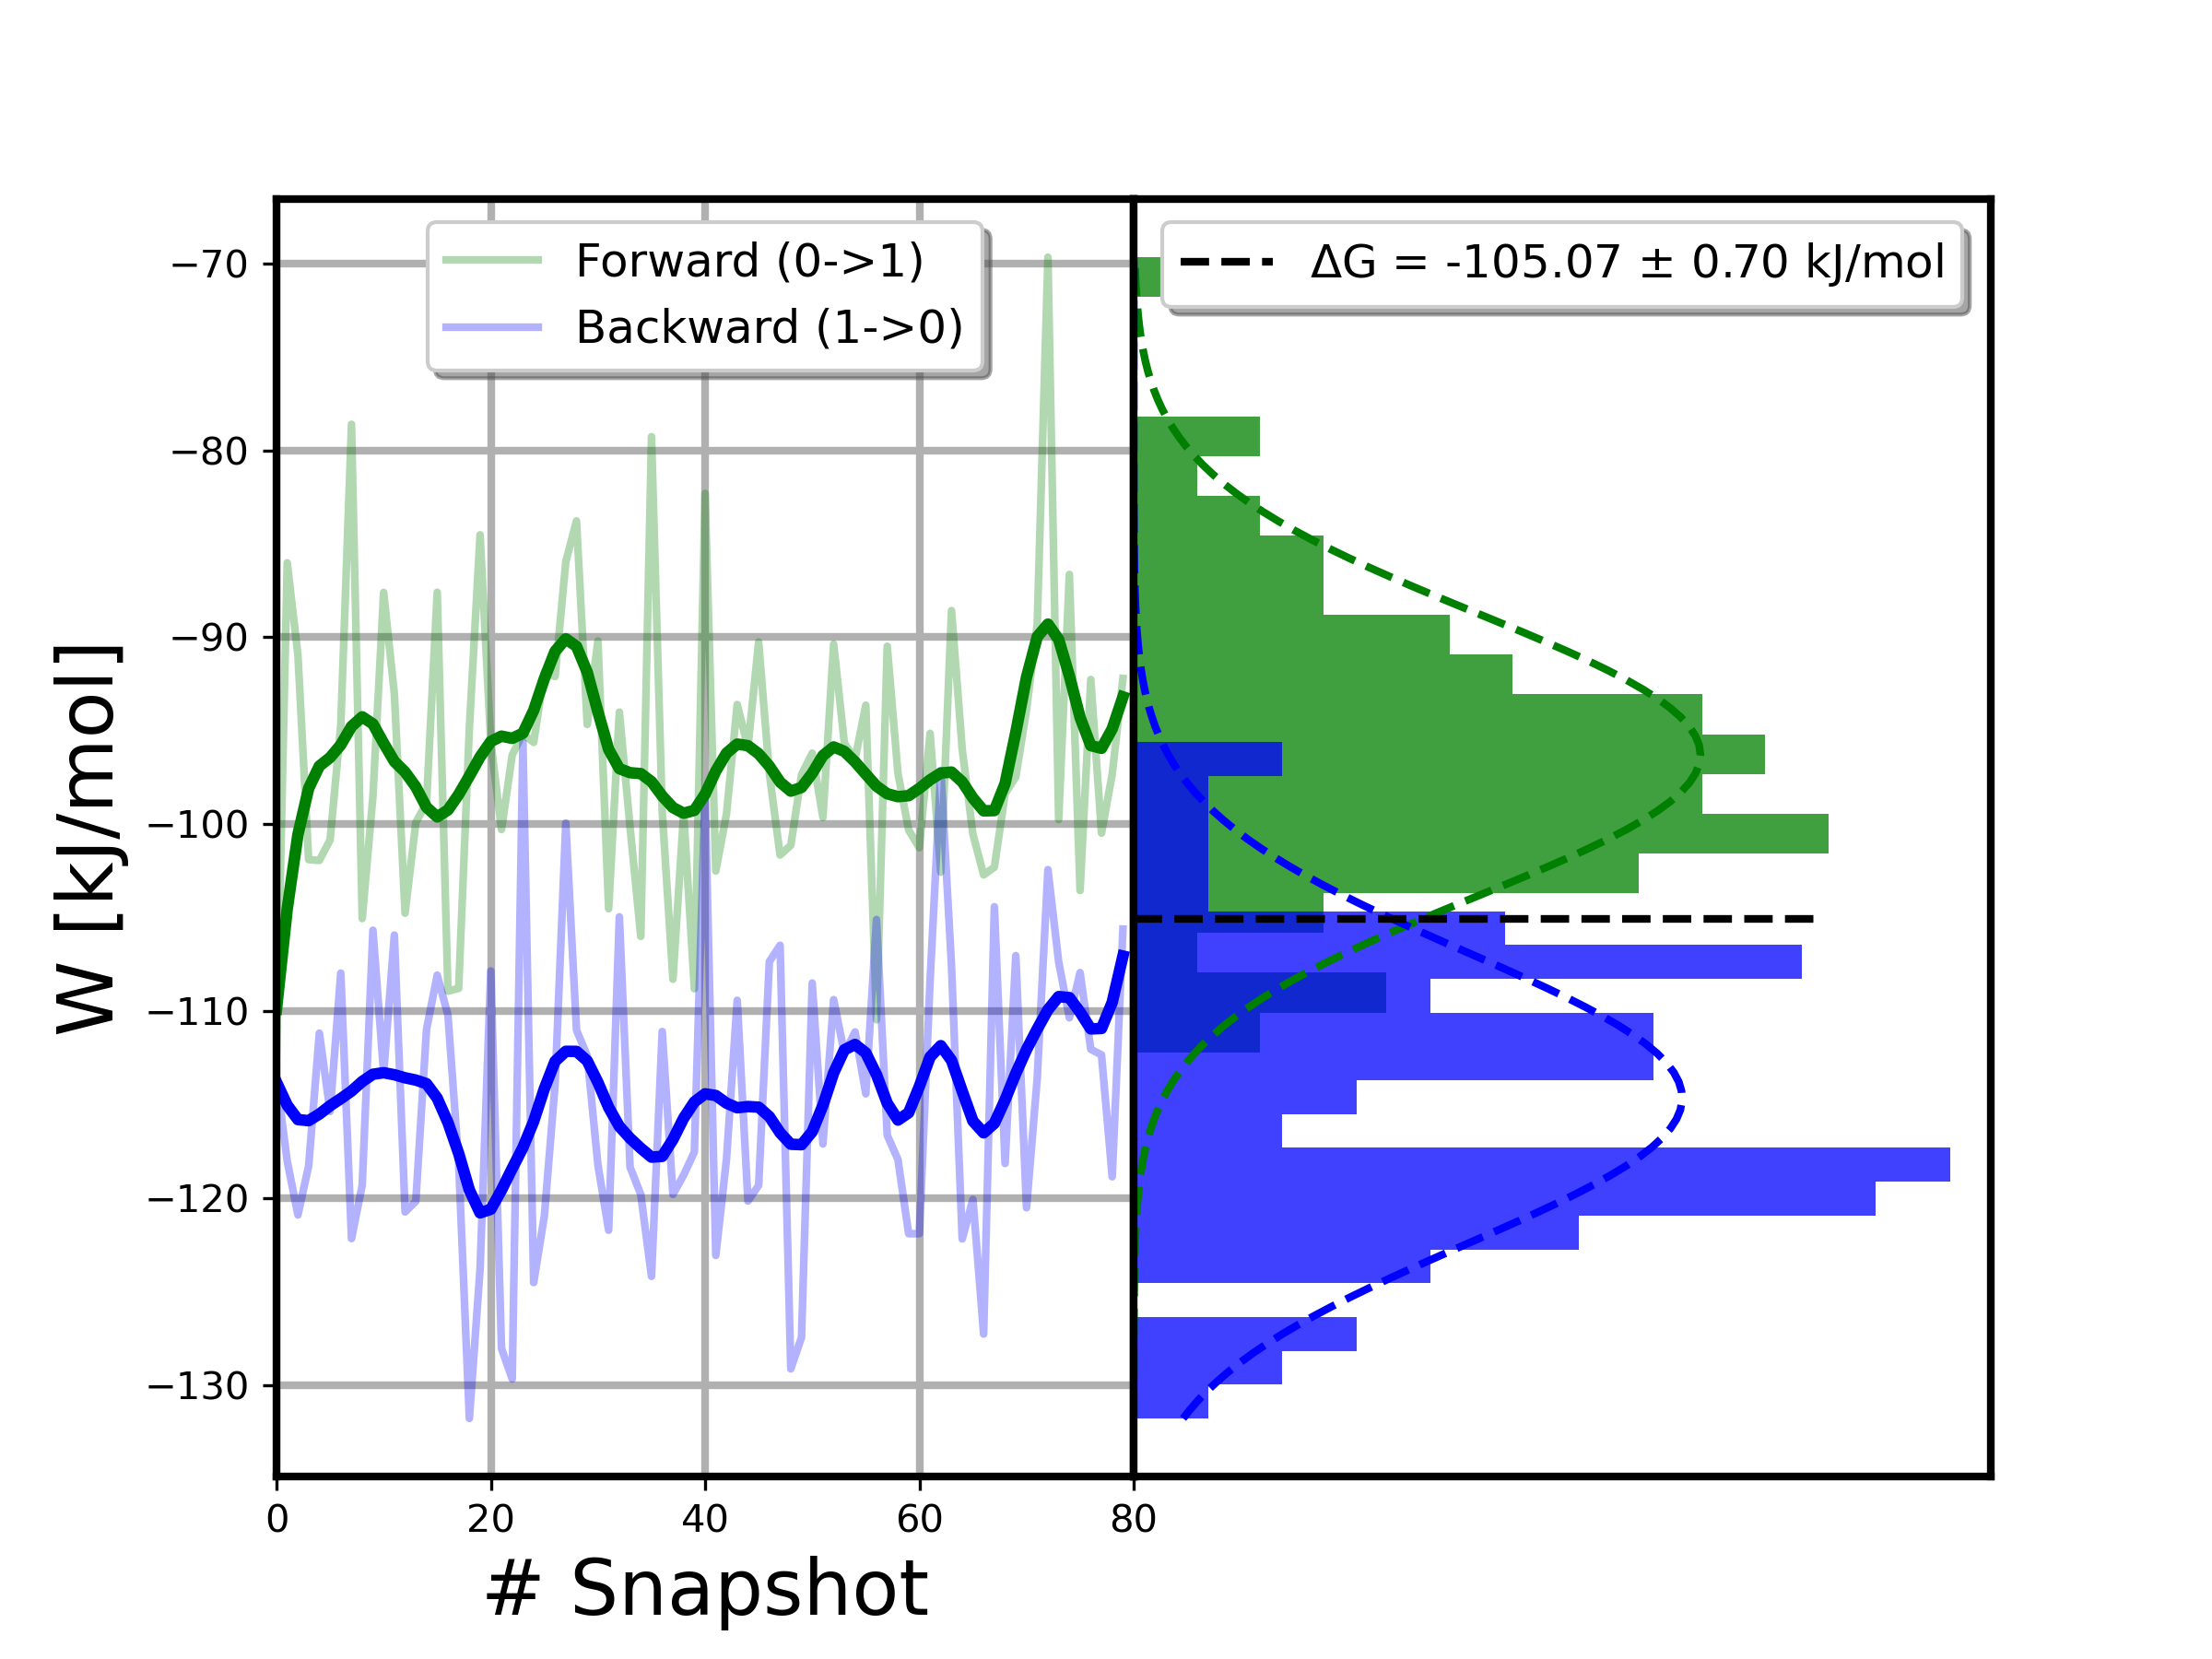 Forward (0->1)
Backward (1->0)
ΔG = -105.07 ± 0.70 kJ/mol
W [kJ/mol]
−70
−80
−90
−100
−110
−120
−130
0 20 40 60 80
# Snapshot